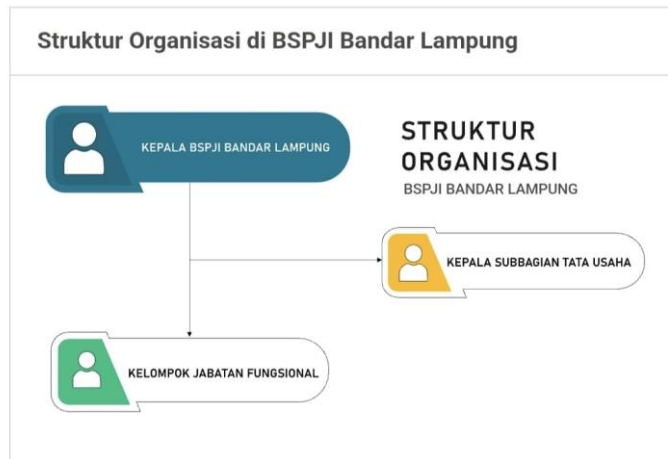 Struktur Organisasi di BSPJI Bandar Lampung
KEPALA BSPJI BANDAR LAMPUNG
STRUKTUR
ORGANISASI
BSPJI BANDAR LAMPUNG
KEPALA SUBBAGIAN TATA USAHA
KELOMPOK JABATAN FUNGSIONAL